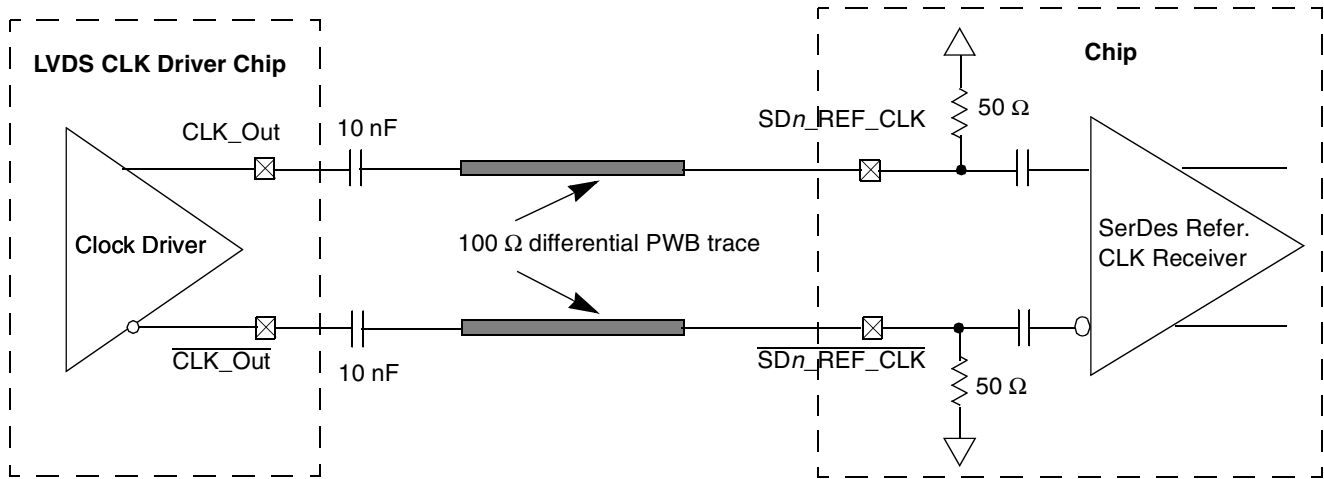 LVDS CLK Driver Chip
Chip
CLK_Out
10 nF
SDn_REF_CLK
50 Ω
Clock Driver
100 Ω differential PWB trace
SerDes Refer.
CLK Receiver
CLK_Out
10 nF
SDn_REF_CLK
50 Ω